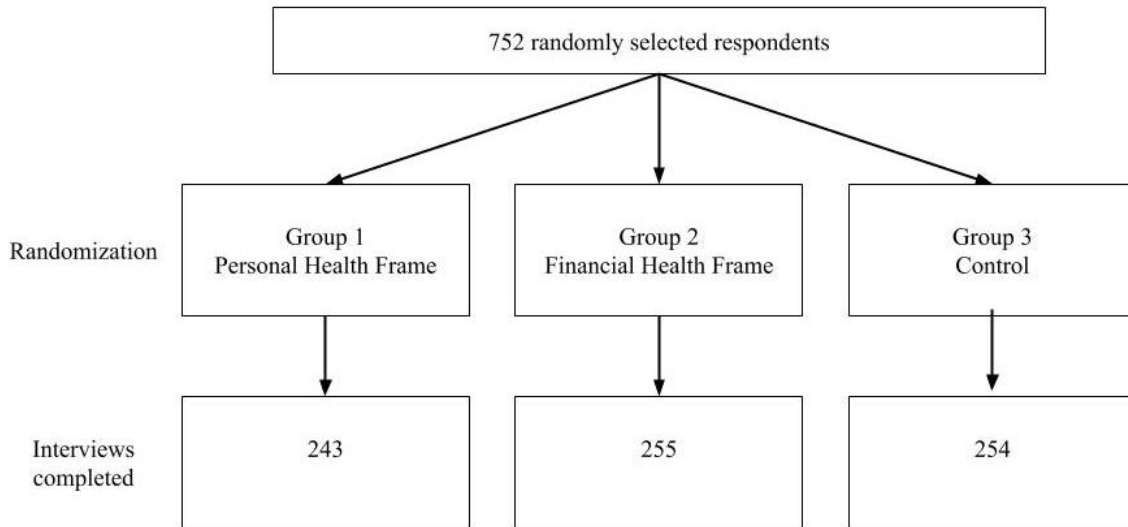 752 randomly selected respondents
Randomization
Group 1
Personal Health Frame
Group 2
Financial Health Frame
Group 3
Control
Interviews
completed
243
255
254